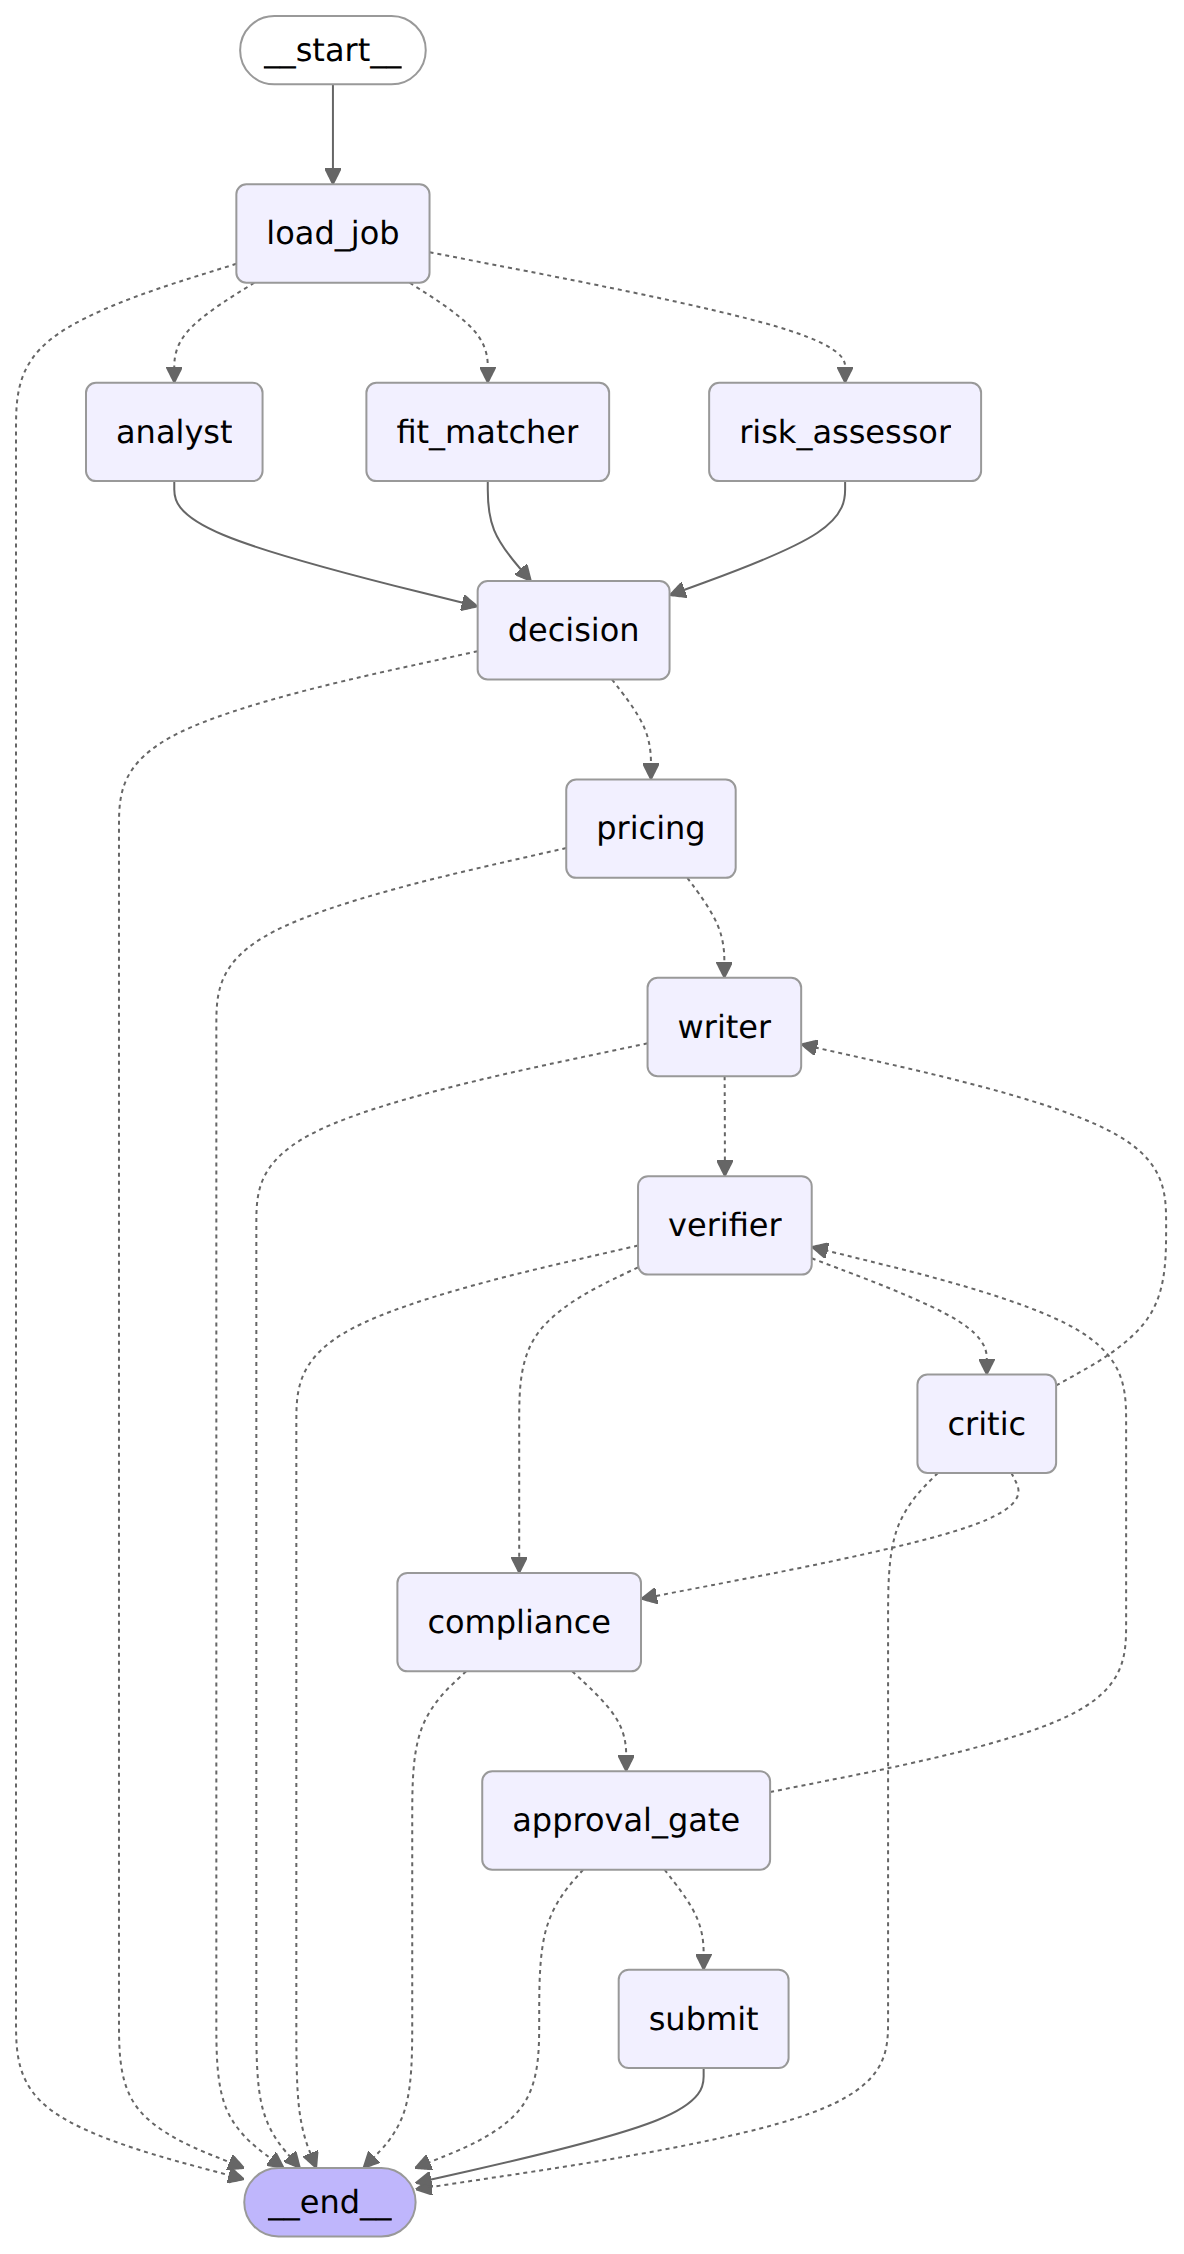 __start__
load_job
analyst
fit_matcher
risk_assessor
decision
pricing
writer
verifier
critic
compliance
approval_gate
submit
__end__